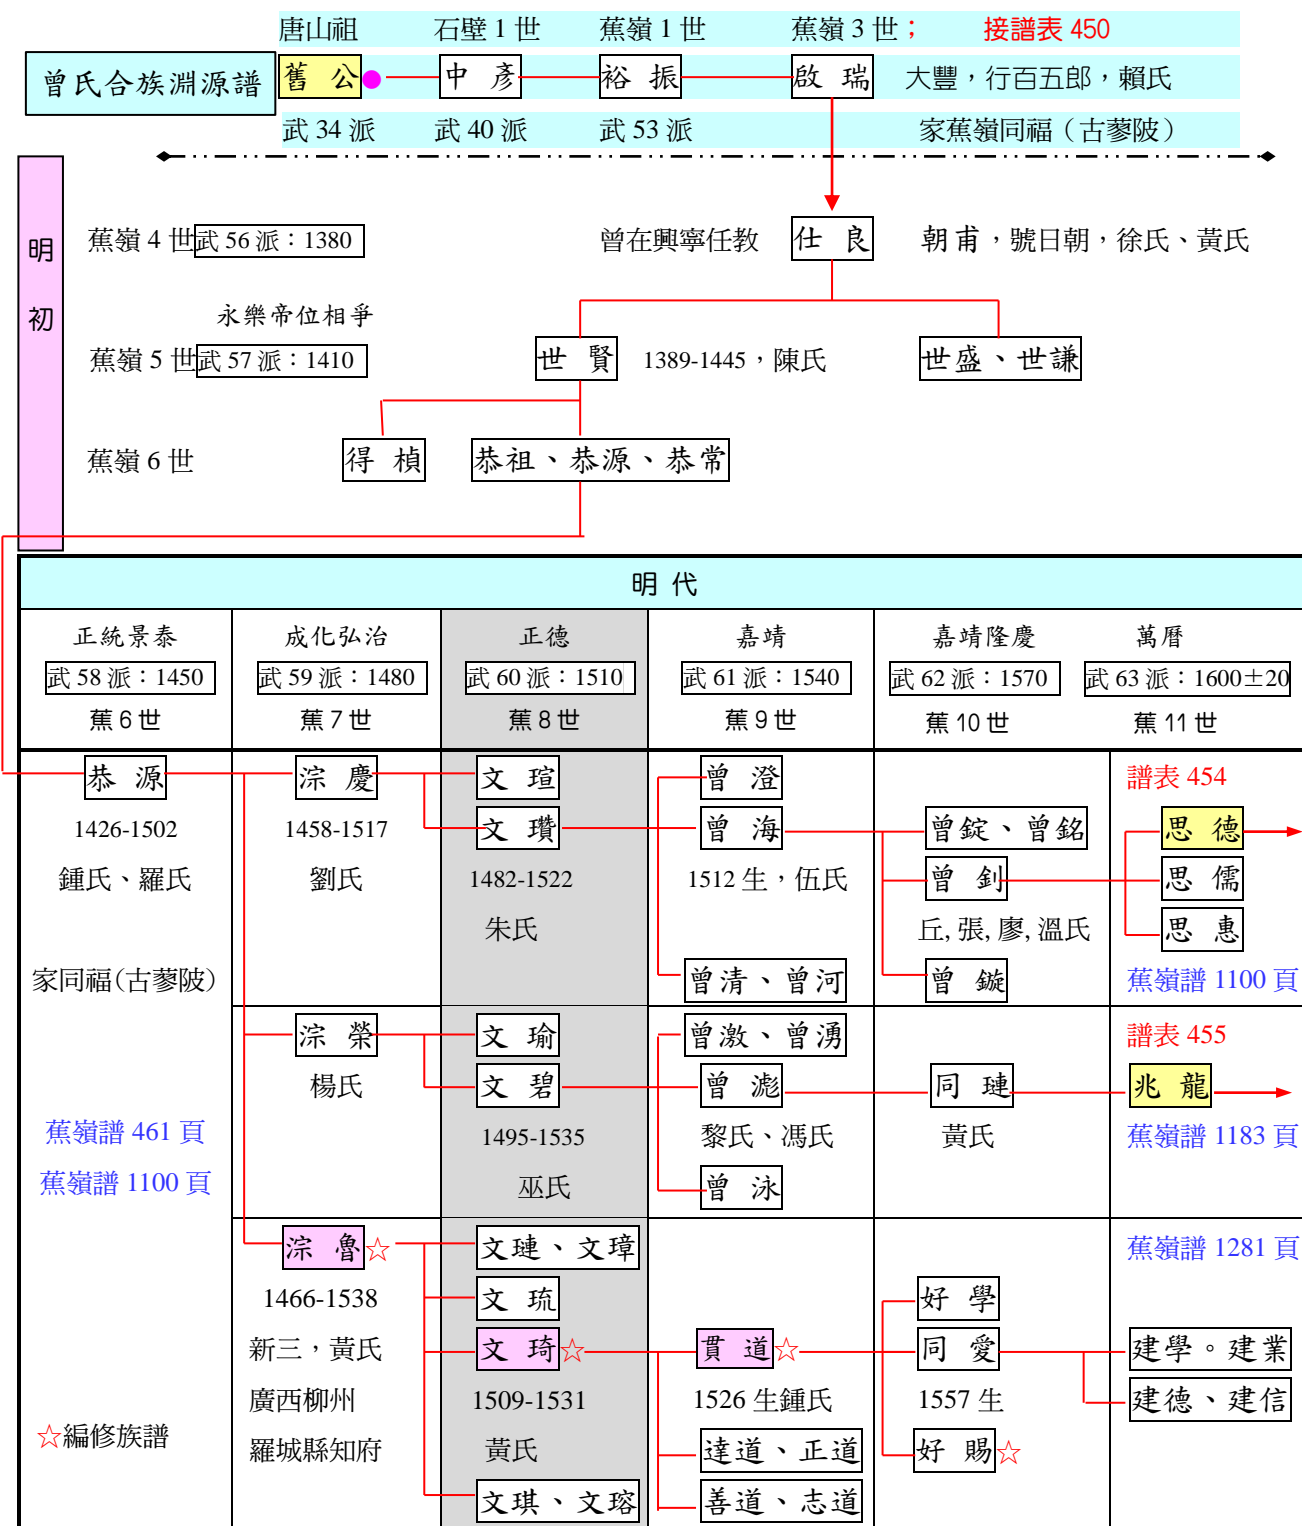 唐山祖 石壁 1 世 蕉嶺 1 世 蕉嶺 3 世； 接譜表 450
曾氏合族淵源譜 舊 公 中 彥 裕 振 啟 瑞 大豐，行百五郎，賴氏
武 34 派 武 40 派 武 53 派 家蕉嶺同福（古蓼陂）
明初
蕉嶺 4 世 武 56 派：1380 曾在興寧任教 仕 良 朝甫，號日朝，徐氏、黃氏
永樂帝位相爭
蕉嶺 5 世 武 57 派：1410 世 賢 1389-1445，陳氏 世盛、世謙
蕉嶺 6 世 得 楨 恭祖、恭源、恭常
明 代
正統景泰 成化弘治 正德 嘉靖 嘉靖隆慶 萬曆
武 58 派：1450 武 59 派：1480 武 60 派：1510 武 61 派：1540 武 62 派：1570 武 63 派：1600±20
蕉 6 世 蕉 7 世 蕉 8 世 蕉 9 世 蕉 10 世 蕉 11 世
恭 源 淙 慶 文 瑄 曾 澄 譜表 454
1426-1502 1458-1517 文 瓚 曾 海 曾錠、曾銘 思 德
鍾氏、羅氏 劉氏 1482-1522 1512 生，伍氏 曾 釗 思 儒
朱氏 丘, 張, 廖, 溫氏 思 惠
家同福（古蓼陂） 曾清、曾河 曾 鏇 蕉嶺譜 1100 頁
淙 榮 文 瑜 曾激、曾湧 譜表 455
楊氏 文 碧 曾 滮 同 璉 兆 龍
蕉嶺譜 461 頁 1495-1535 黎氏、馮氏 黃氏 蕉嶺譜 1183 頁
蕉嶺譜 1100 頁 巫氏 曾 泳
淙 魯☆ 文璉、文璋 蕉嶺譜 1281 頁
1466-1538 文 琉 好 學
新三，黃氏 文 琦☆ 貫 道☆ 同 愛 建學。建業
廣西柳州 1509-1531 1526 生鍾氏 1557 生 建德、建信
☆編修族譜 羅城縣知府 黃氏 達道、正道 好 賜☆
文琪、文瑢 善道、志道